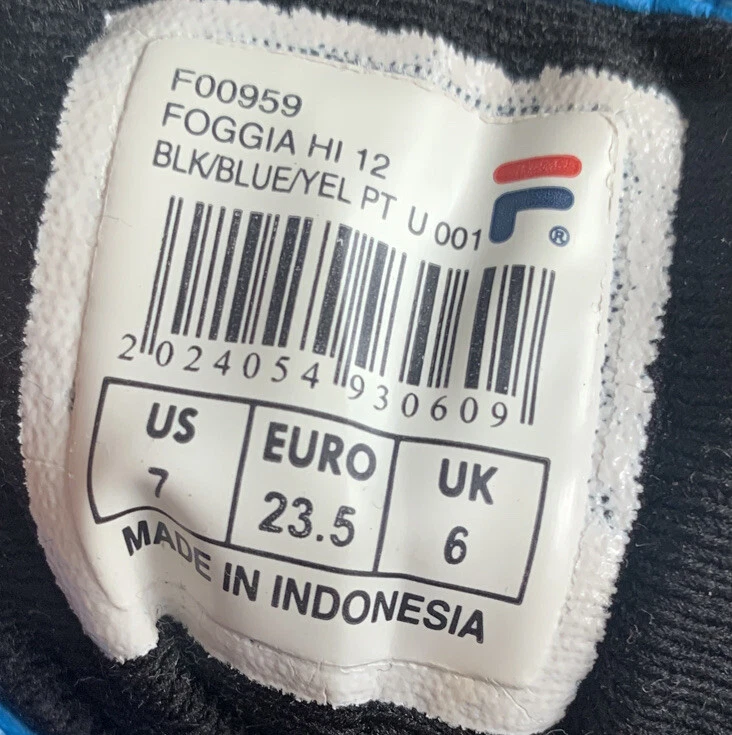 F00959
FOGGIA HI 12
BLK/BLUE/YEL PT U 001
®
2 024054 930609
US EURO UK
7 23.5 6
MADE IN INDONESIA